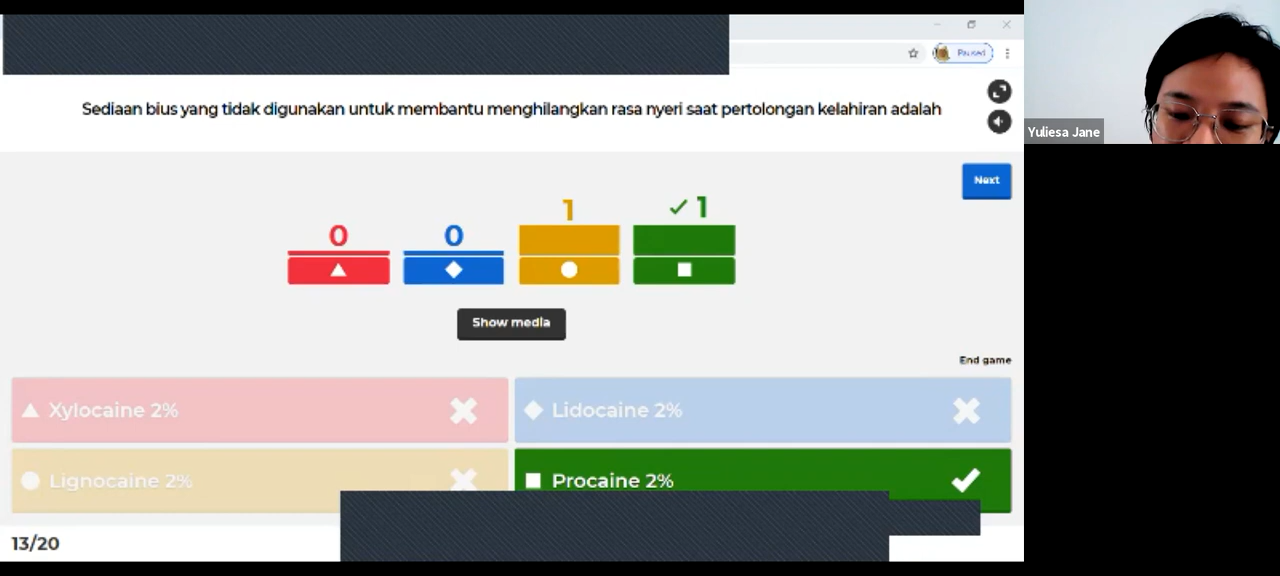 Paused
Sediaan bius yang tidak digunakan untuk membantu menghilangkan rasa nyeri saat pertolongan kelahiran adalah
Yuliesa Jane
Next
0
0
1
1
Show media
End game
Xylocaine 2%
Lidocaine 2%
Lignocaine 2%
Procaine 2%
13/20